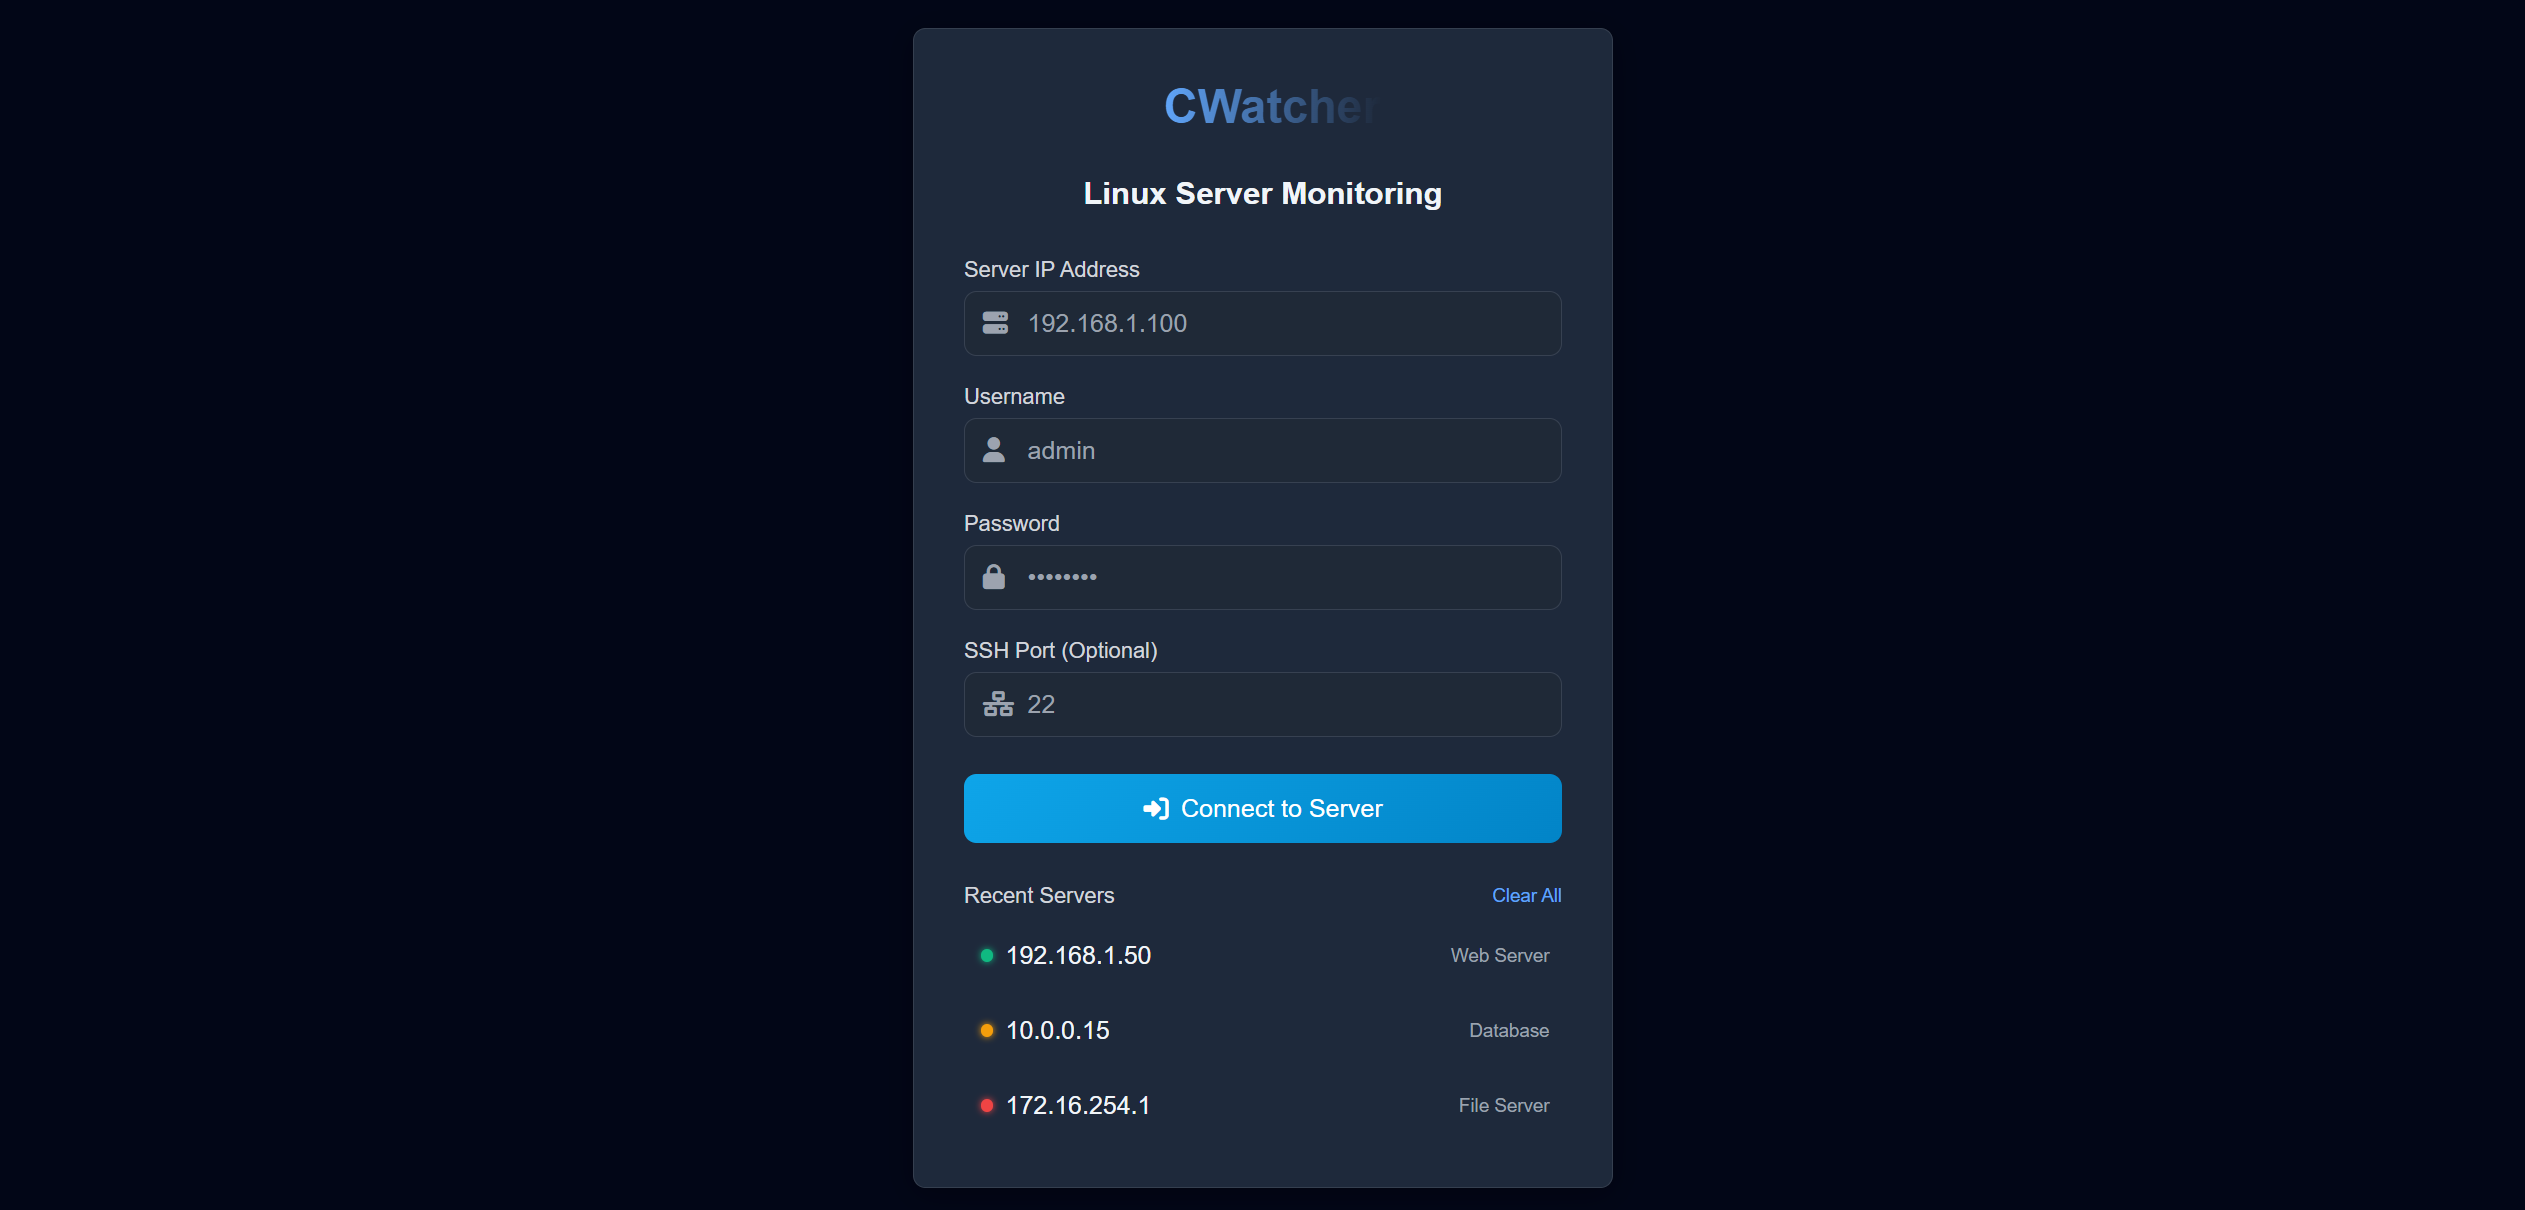 CWatcher
Linux Server Monitoring
Server IP Address
192.168.1.100
Username
admin
Password
••••••••
SSH Port (Optional)
22
Connect to Server
Recent Servers Clear All
192.168.1.50 Web Server
10.0.0.15 Database
172.16.254.1 File Server